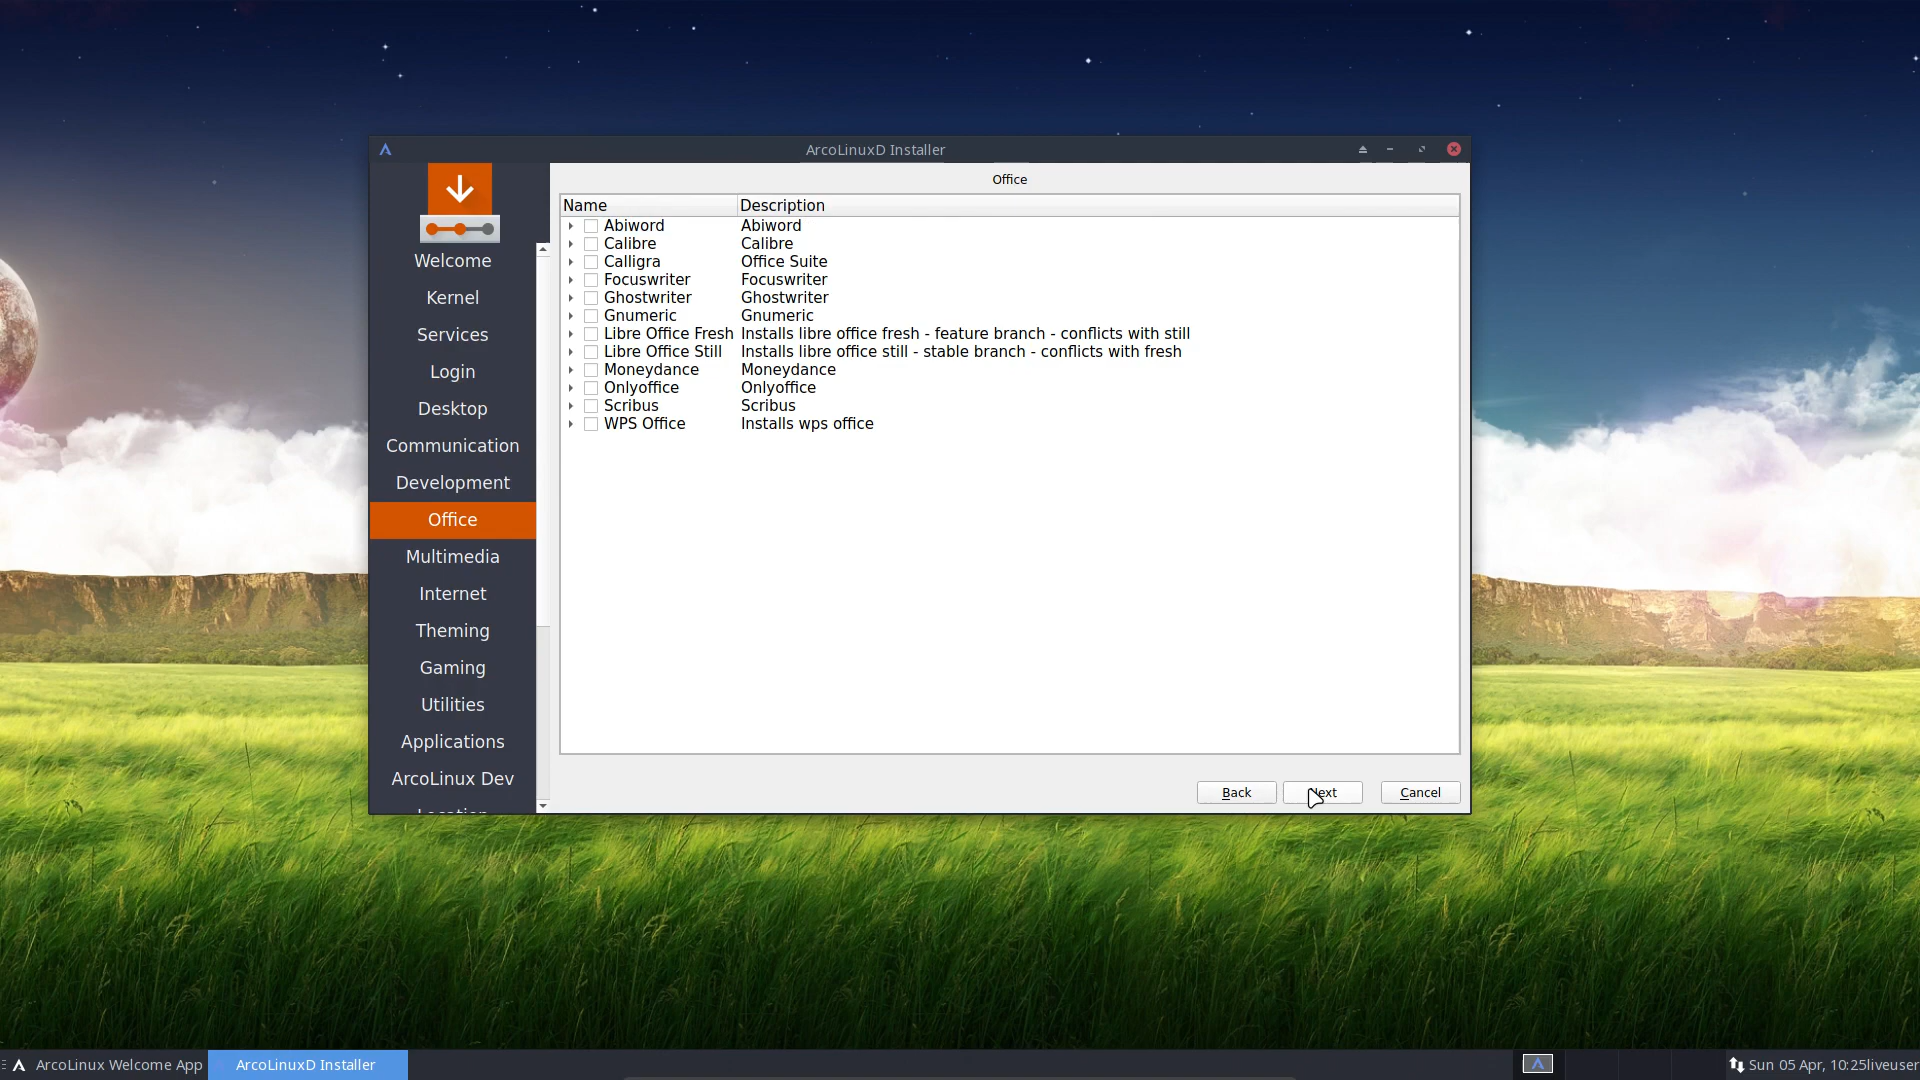 ArcoLinuxD Installer
Welcome
Kernel
Services
Login
Desktop
Communication
Development
Office
Multimedia
Internet
Theming
Gaming
Utilities
Applications
ArcoLinux Dev
Office
Name Description
Abiword Abiword
Calibre Calibre
Calligra Office Suite
Focuswriter Focuswriter
Ghostwriter Ghostwriter
Gnumeric Gnumeric
Libre Office Fresh Installs libre office fresh - feature branch - conflicts with still
Libre Office Still Installs libre office still - stable branch - conflicts with fresh
Moneydance Moneydance
Onlyoffice Onlyoffice
Scribus Scribus
WPS Office Installs wps office
Back Next Cancel
ArcoLinux Welcome App ArcoLinuxD Installer Sun 05 Apr, 10:25liveuser